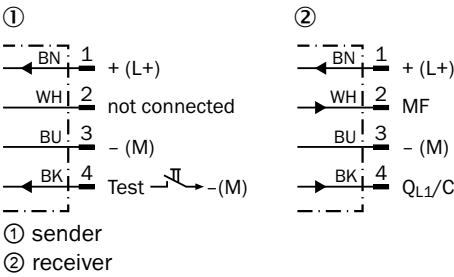 ① ②
BN 1 + (L+) BN 1 + (L+)
WH 2 not connected WH 2 MF
BU 3 – (M) BU 3 – (M)
BK 4 Test –(M) BK 4 QL1/C
① sender
② receiver